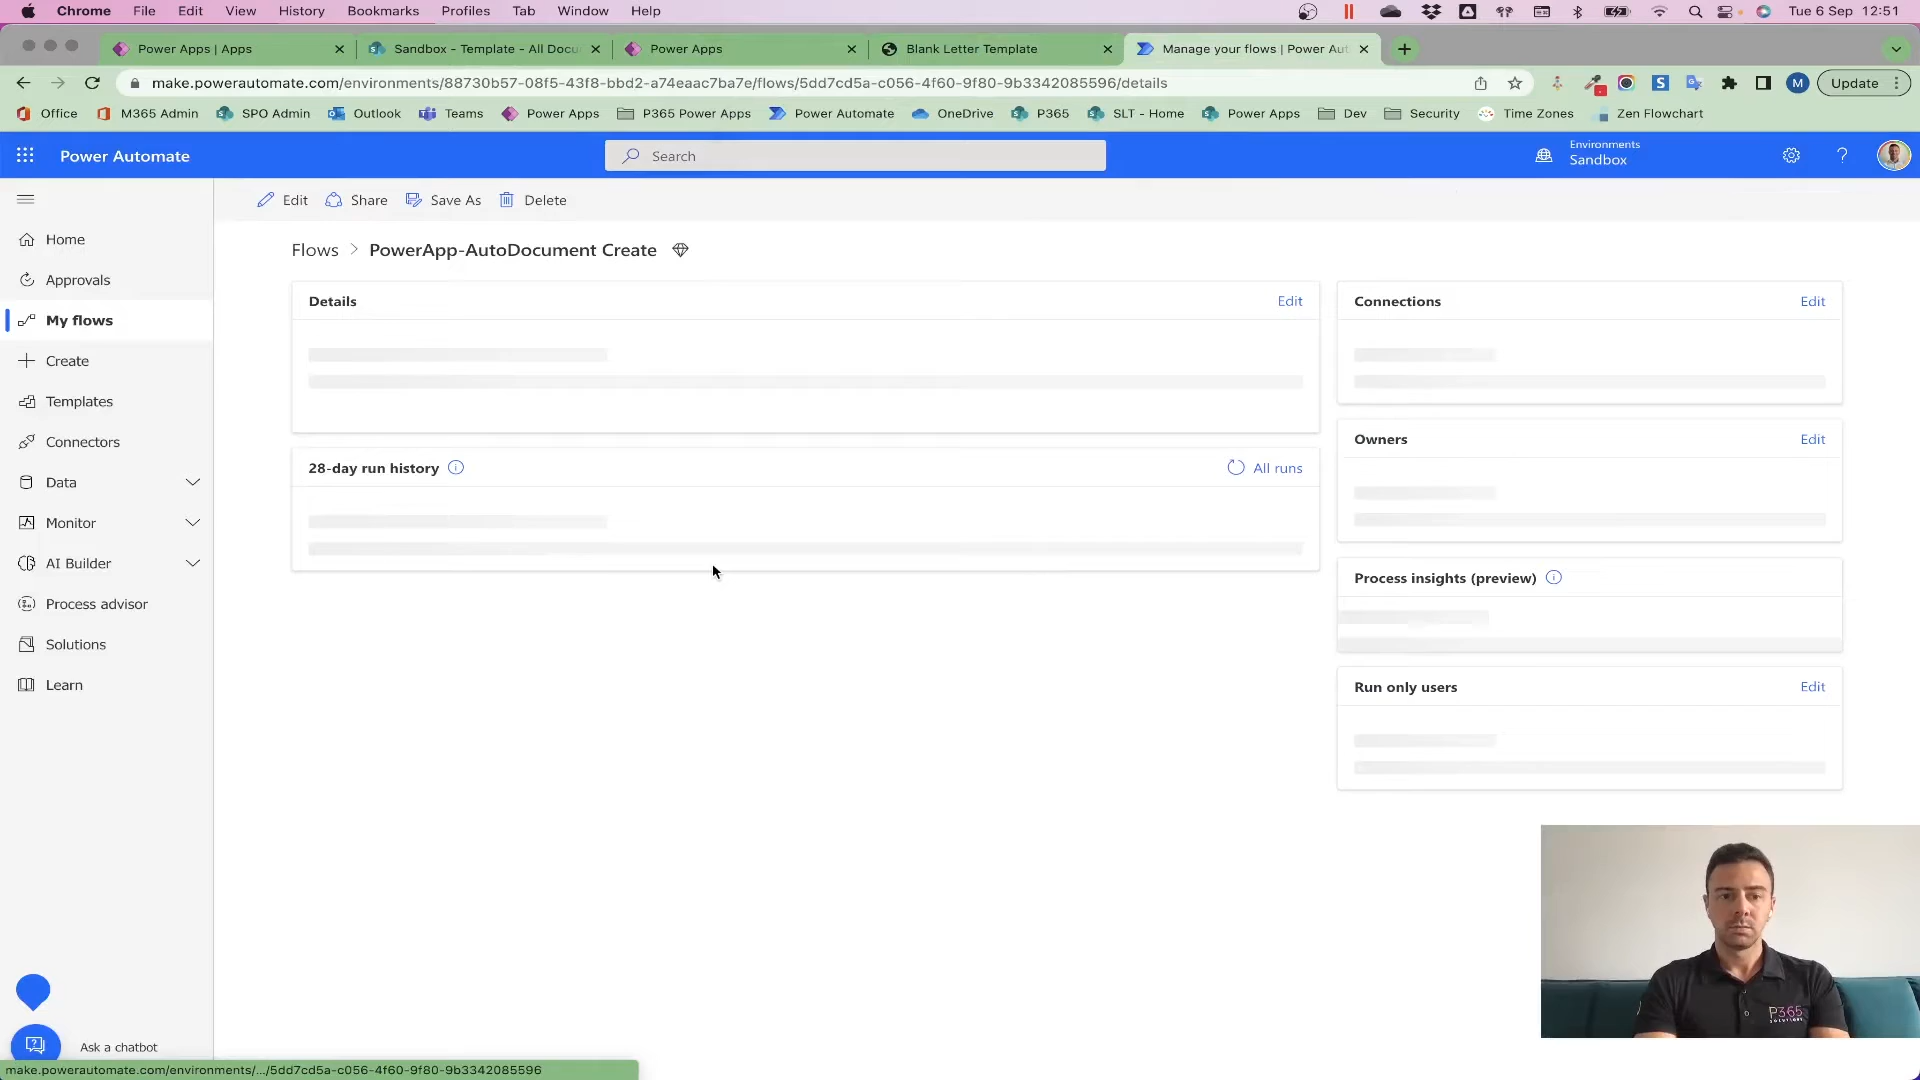 Chrome File Edit View History Bookmarks Profiles Tab Window Help Tue 6 Sep 12:51
Power Apps | Apps Sandbox - Template - All Docu Power Apps Blank Letter Template Manage your flows | Power Aut
make.powerautomate.com/environments/88730b57-08f5-43f8-bbd2-a74eaac7ba7e/flows/5dd7cd5a-c056-4f60-9f80-9b3342085596/details M Update
Office M365 Admin SPO Admin Outlook Teams Power Apps P365 Power Apps Power Automate OneDrive P365 SLT - Home Power Apps Dev Security Time Zones Zen Flowchart
Power Automate Search Environments
Sandbox
Edit Share Save As Delete
Home
Approvals
My flows
Create
Templates
Connectors
Data
Monitor
AI Builder
Process advisor
Solutions
Learn
Ask a chatbot
Flows > PowerApp-AutoDocument Create
Details Edit
28-day run history All runs
Connections Edit
Owners Edit
Process insights (preview)
Run only users Edit
P365
SOLUTIONS
make.powerautomate.com/environments/.../5dd7cd5a-c056-4f60-9f80-9b3342085596